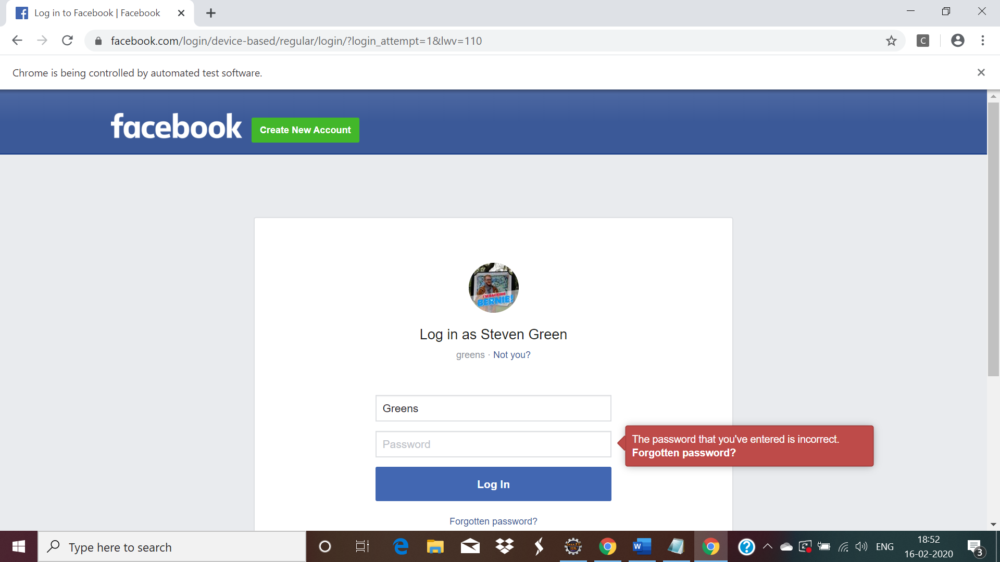 Log in to Facebook | Facebook
facebook.com/login/device-based/regular/login/?login_attempt=1&lwv=110
C
Chrome is being controlled by automated test software.
facebook
Create New Account
I'M BACKING
BERNIE!
Log in as Steven Green
greens · Not you?
Greens
Password
The password that you've entered is incorrect.
Forgotten password?
Log In
Forgotten password?
Type here to search
Java EE
IDE
W
ENG
18:52
16-02-2020
3